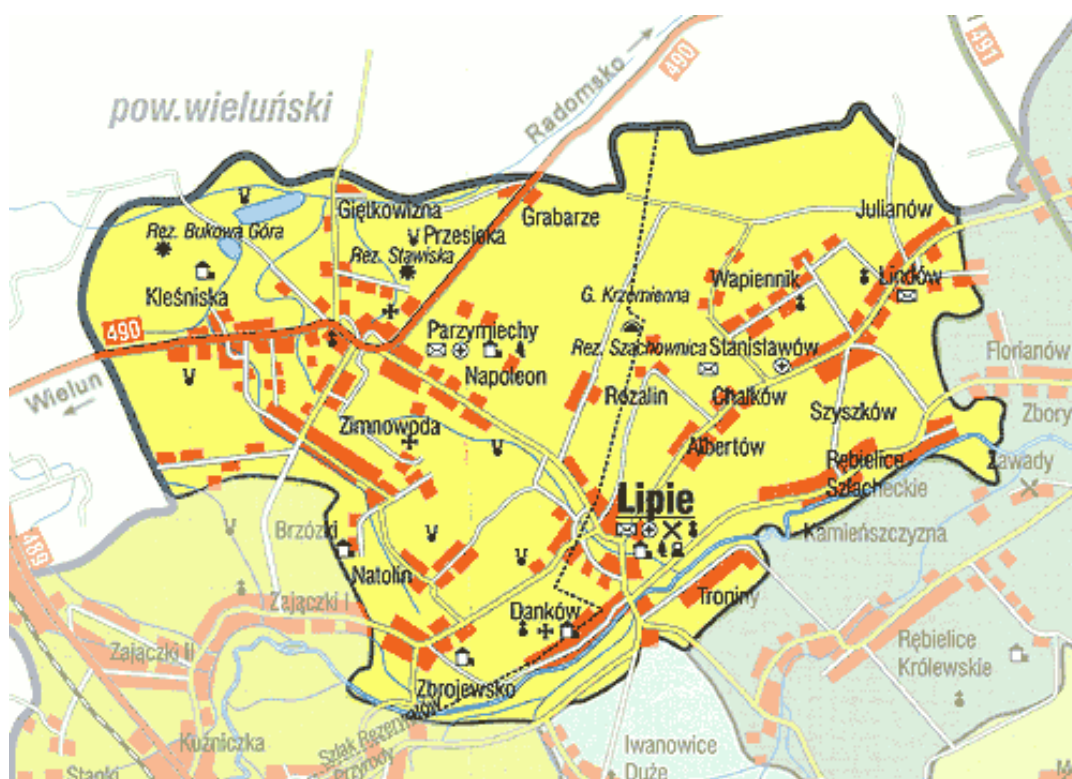 491
490
Radomsko
pow.wieluński
Giętkowizna
Grabarze
Julianów
Rez. Bukowa Góra
Przesieka
Rez. Stawiska
Wapiennik
Lindów
Kleśniska
G. Krzemienna
490
Parzymiechy
Rez. Szachownica
Stanisławów
Florianów
Napoleon
Wielun
Rozalin
Chałków
Szyszków
Zbory
Zimnowoda
Albertów
Rębielice
Szlacheckie
Zawady
Lipie
489
Brzózki
Kamieńszczyzna
Natolin
Zajączki I
Danków
Troniny
Zajączki II
Rębielice
Królewskie
Zbrojewsko
Kuźniczka
Szlak Rezerwatów
Przyrody
Iwanowice
Duże
Stanki